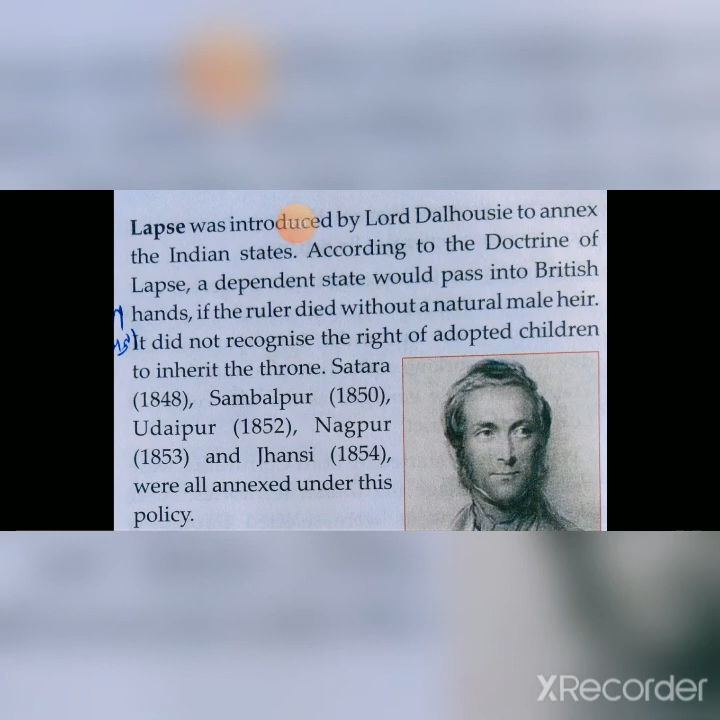 Lapse was introduced by Lord Dalhousie to annex
the Indian states. According to the Doctrine of
Lapse, a dependent state would pass into British
hands, if the ruler died without a natural male heir.
It did not recognise the right of adopted children
to inherit the throne. Satara
(1848), Sambalpur (1850),
Udaipur (1852), Nagpur
(1853) and Jhansi (1854),
were all annexed under this
policy.
XRecorder